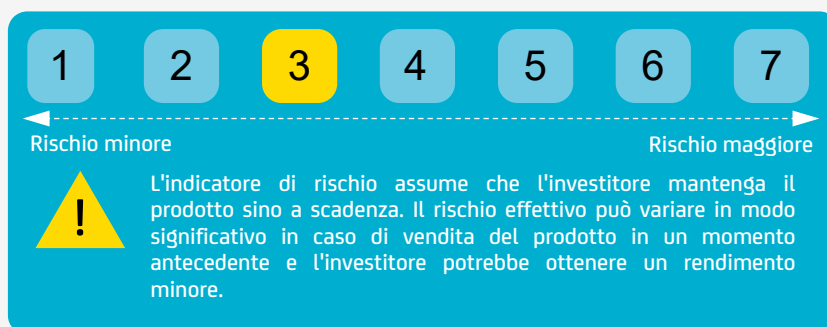 1 2 3 4 5 6 7
Rischio minore Rischio maggiore
!
L'indicatore di rischio assume che l'investitore mantenga il
prodotto sino a scadenza. Il rischio effettivo può variare in modo
significativo in caso di vendita del prodotto in un momento
antecedente e l'investitore potrebbe ottenere un rendimento
minore.